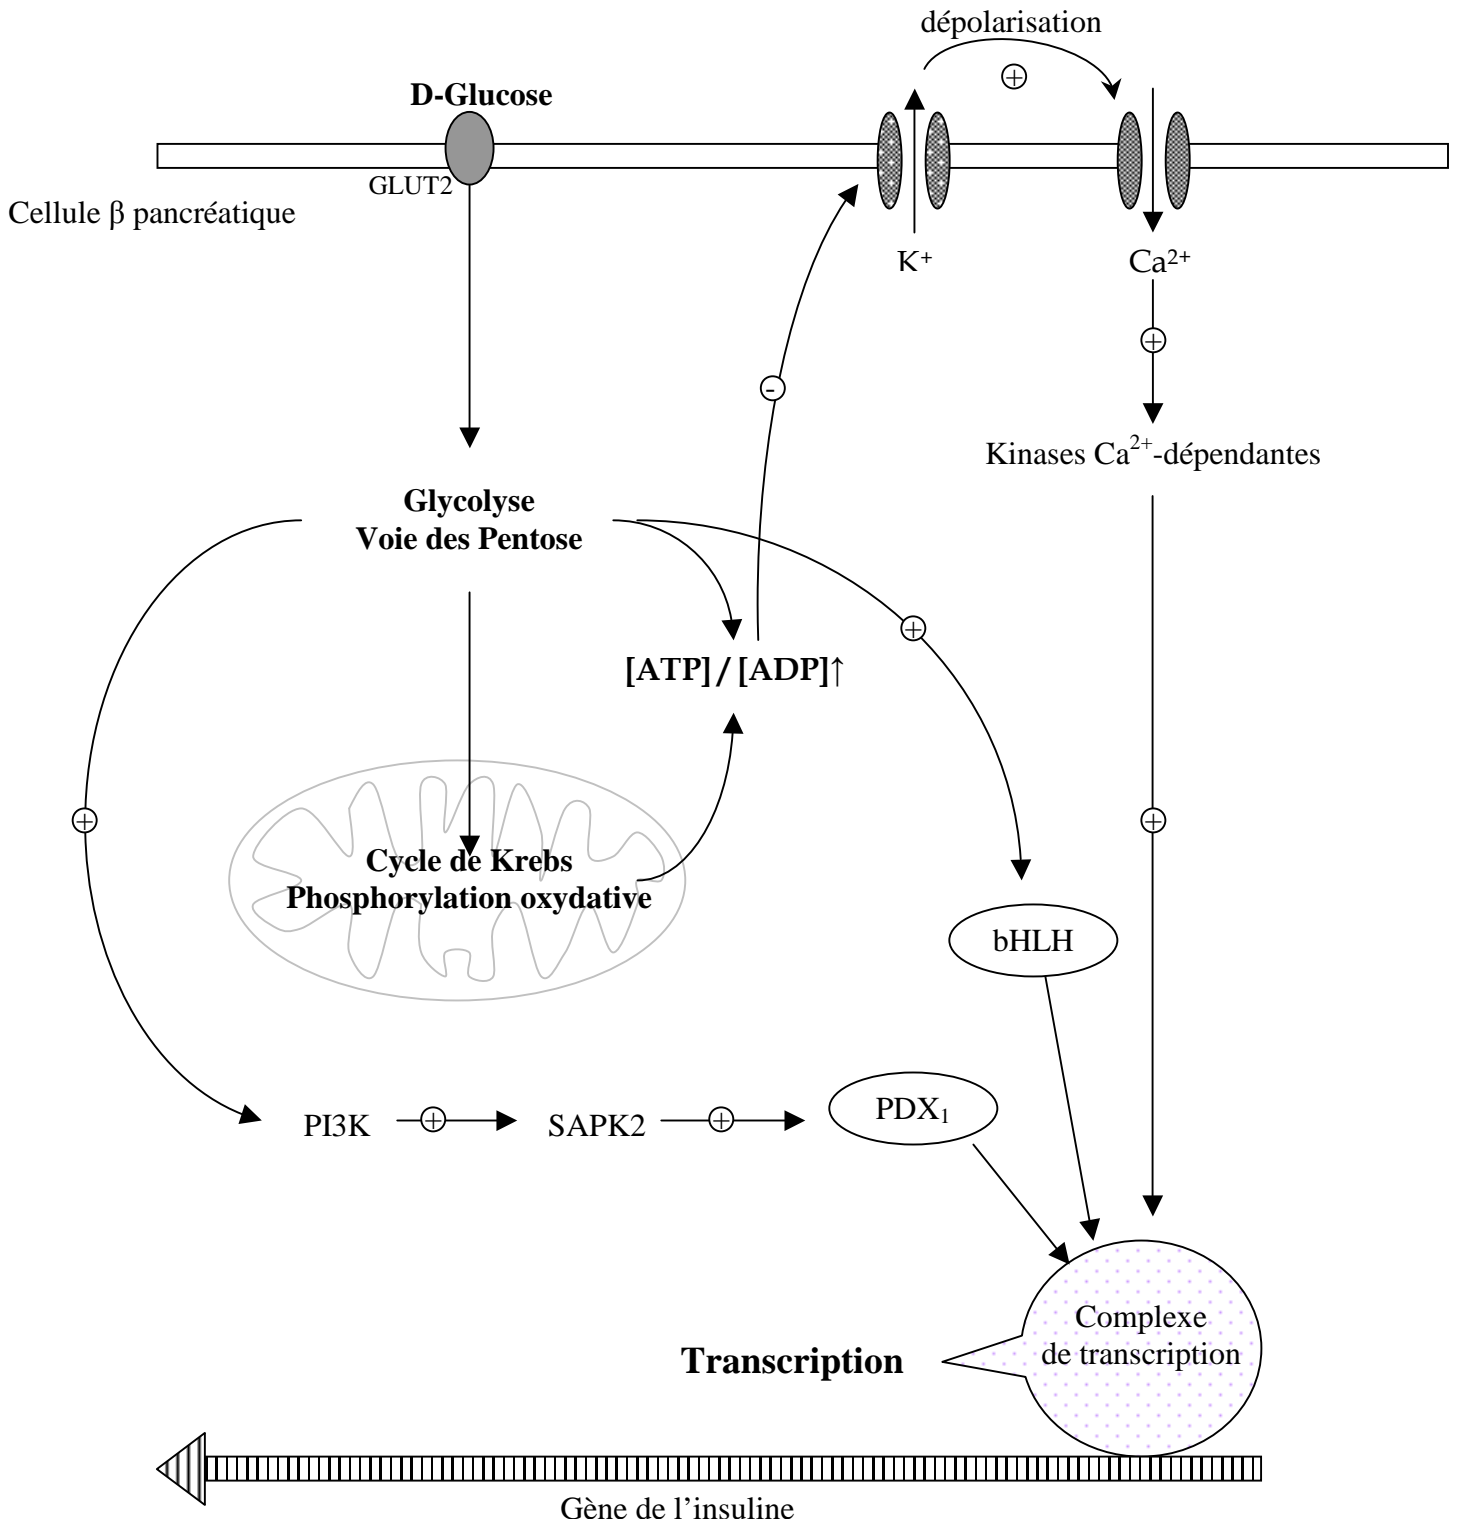 dépolarisation
+
D-Glucose
GLUT2
Cellule β pancréatique
K⁺
Ca²⁺
+
-
Kinases Ca²⁺-dépendantes
Glycolyse
Voie des Pentose
+
[ATP] / [ADP]↑
+
+
Cycle de Krebs
Phosphorylation oxydative
bHLH
PI3K + SAPK2 + PDX₁
Complexe
de transcription
Transcription
Gène de l’insuline